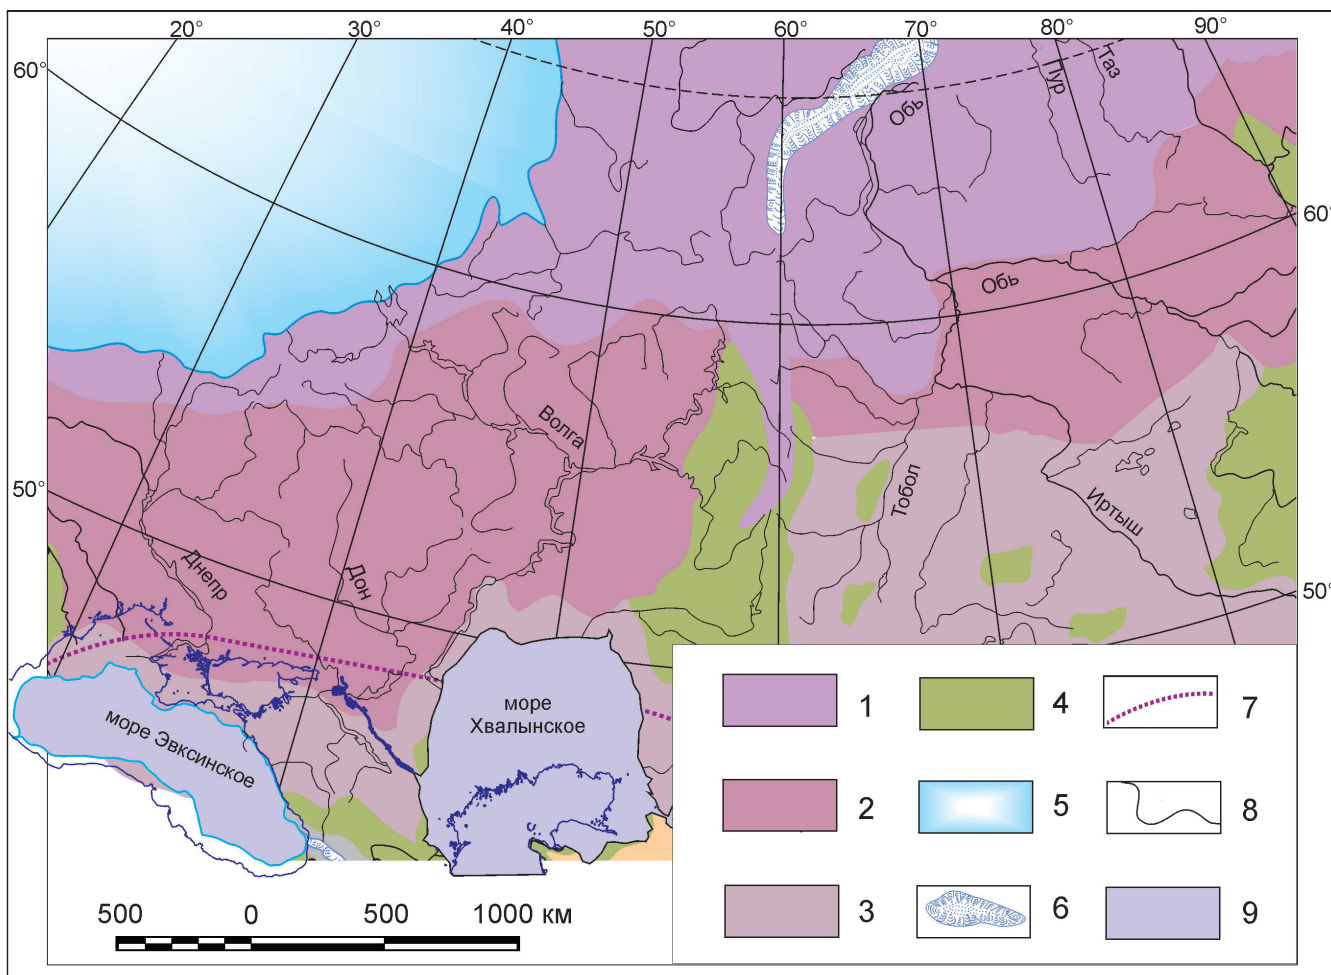 20° 30° 40° 50° 60° 70° 80° 90°
60°
Пур
Таз
Обь
60°
Обь
Волга
Тобол
Иртыш
50°
Днепр
Дон
50°
море
Хвалынское
море Эвксинское
1 4 7
2 5 8
3 6 9
500 0 500 1000 км